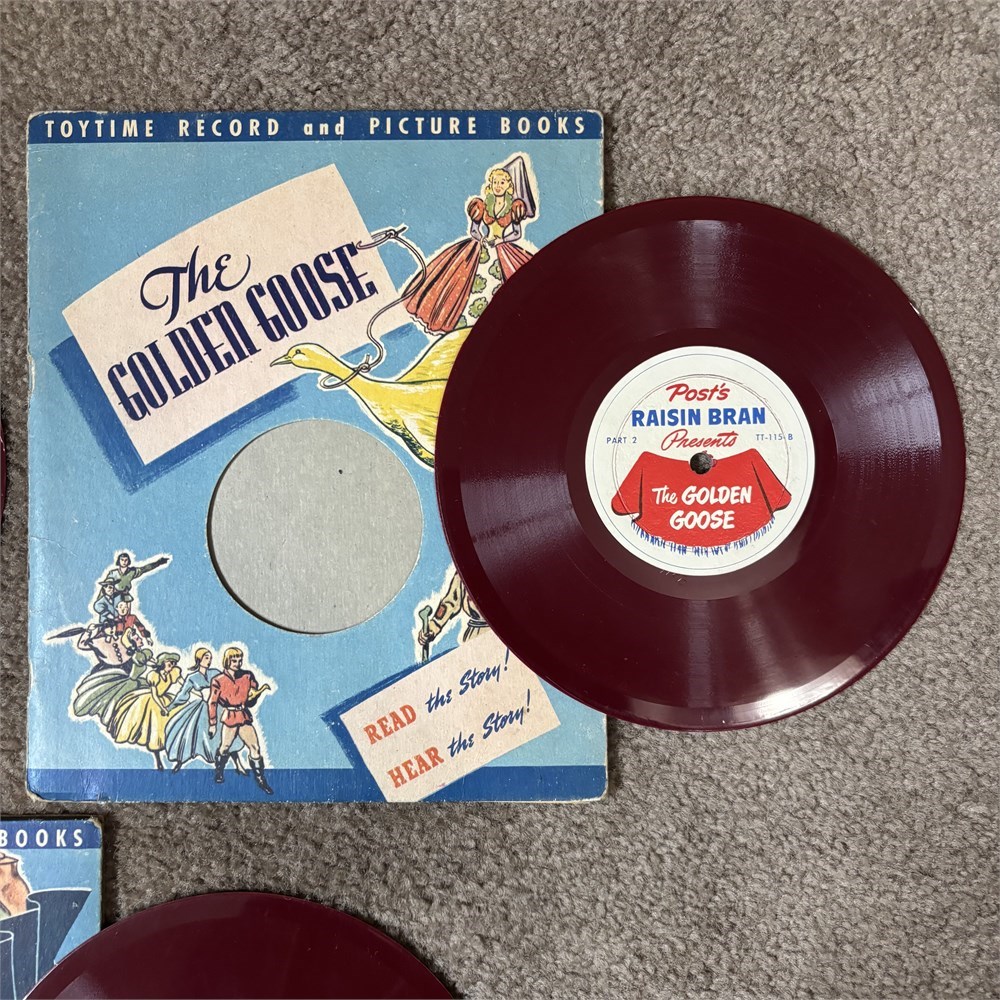 TOYTIME RECORD and PICTURE BOOKS
The
GOLDEN GOOSE
READ the Story!
HEAR the Story!
Post's
RAISIN BRAN
Presents
PART 2
TT-115-B
The GOLDEN
GOOSE
BOOKS